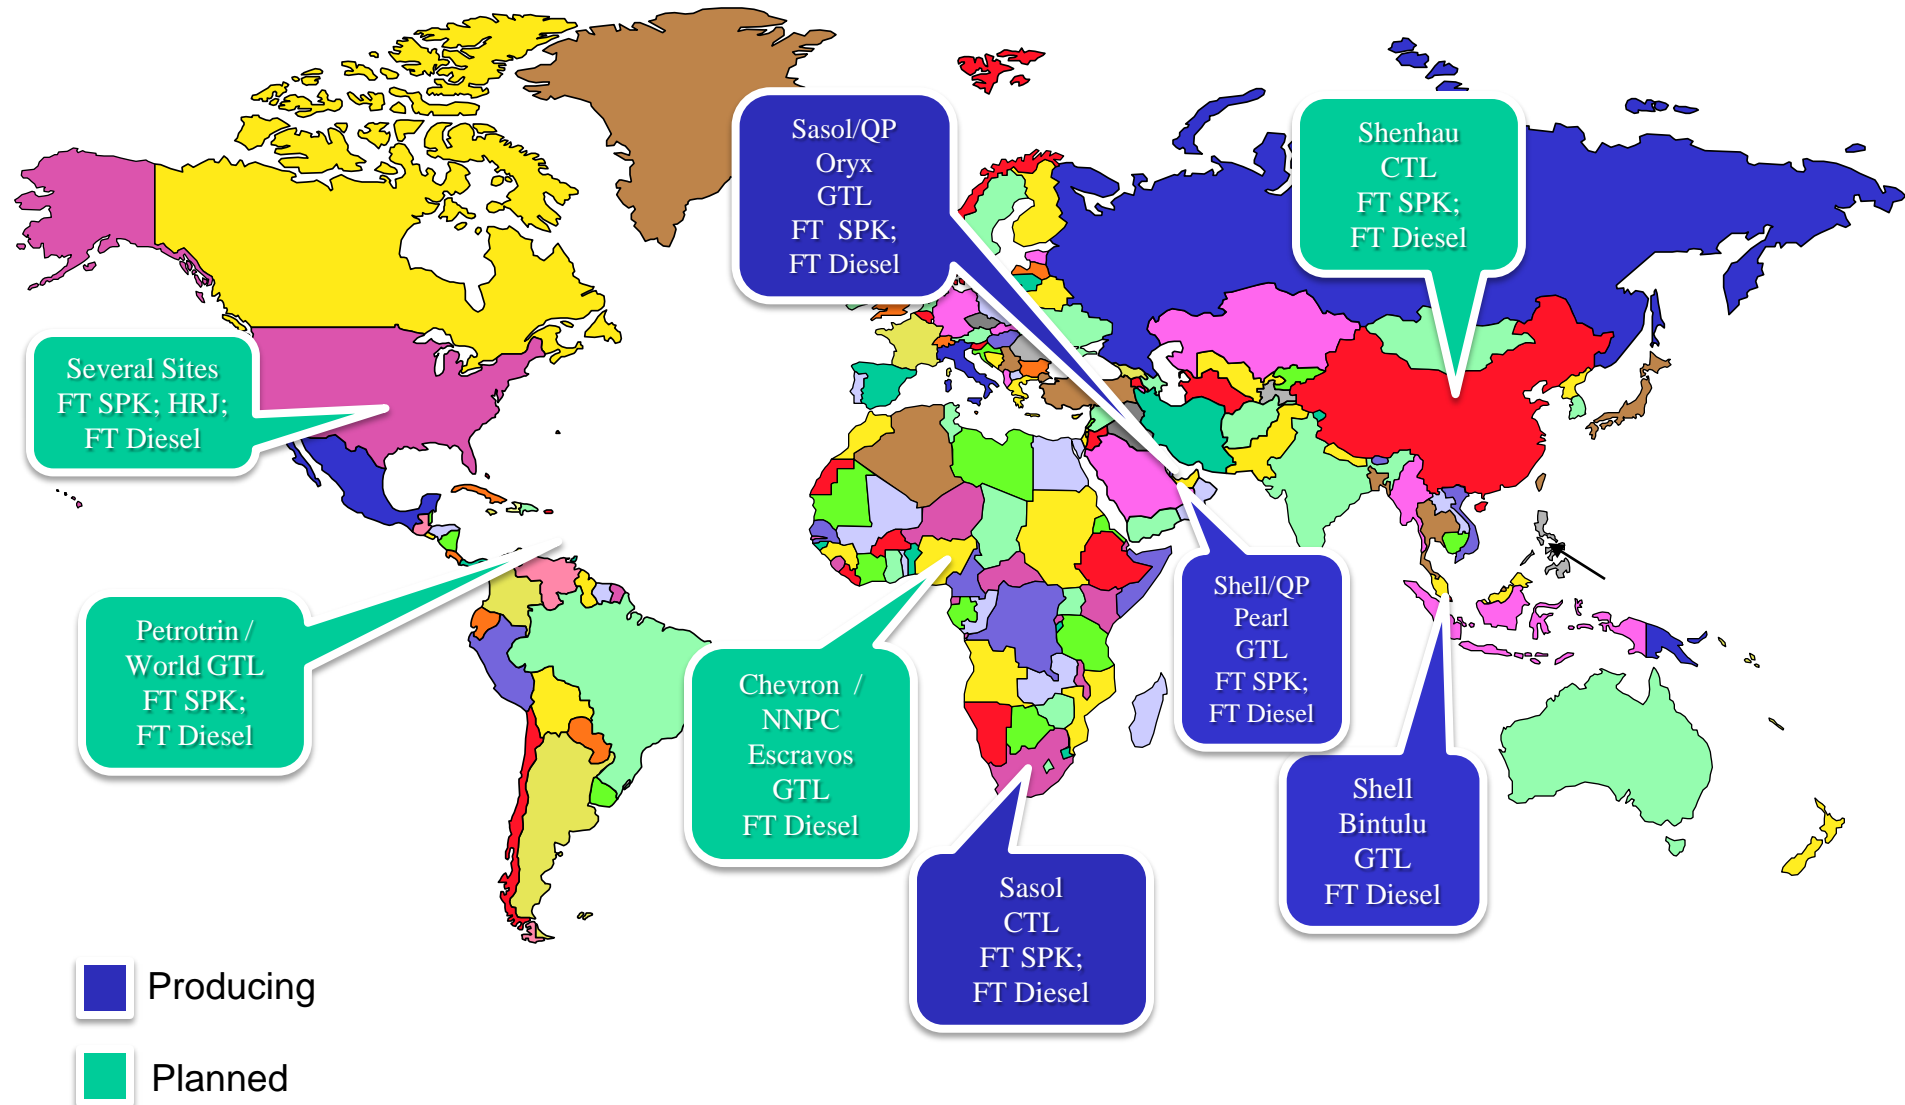 Sasol/QP
Oryx
GTL
FT SPK;
FT Diesel
Shenhau
CTL
FT SPK;
FT Diesel
Several Sites
FT SPK; HRJ;
FT Diesel
Petrotrin /
World GTL
FT SPK;
FT Diesel
Chevron /
NNPC
Escravos
GTL
FT Diesel
Shell/QP
Pearl
GTL
FT SPK;
FT Diesel
Shell
Bintulu
GTL
FT Diesel
Sasol
CTL
FT SPK;
FT Diesel
Producing
Planned